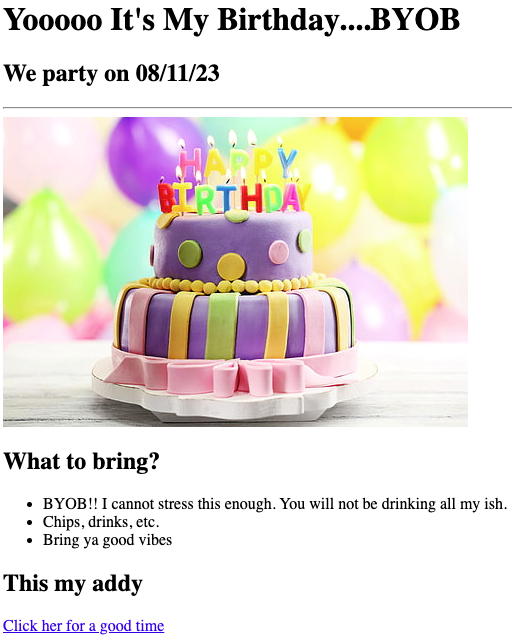 Yooooo It's My Birthday....BYOB
We party on 08/11/23
HAPPY
BIRTHDAY
What to bring?
BYOB!! I cannot stress this enough. You will not be drinking all my ish.
Chips, drinks, etc.
Bring ya good vibes
This my addy
Click her for a good time